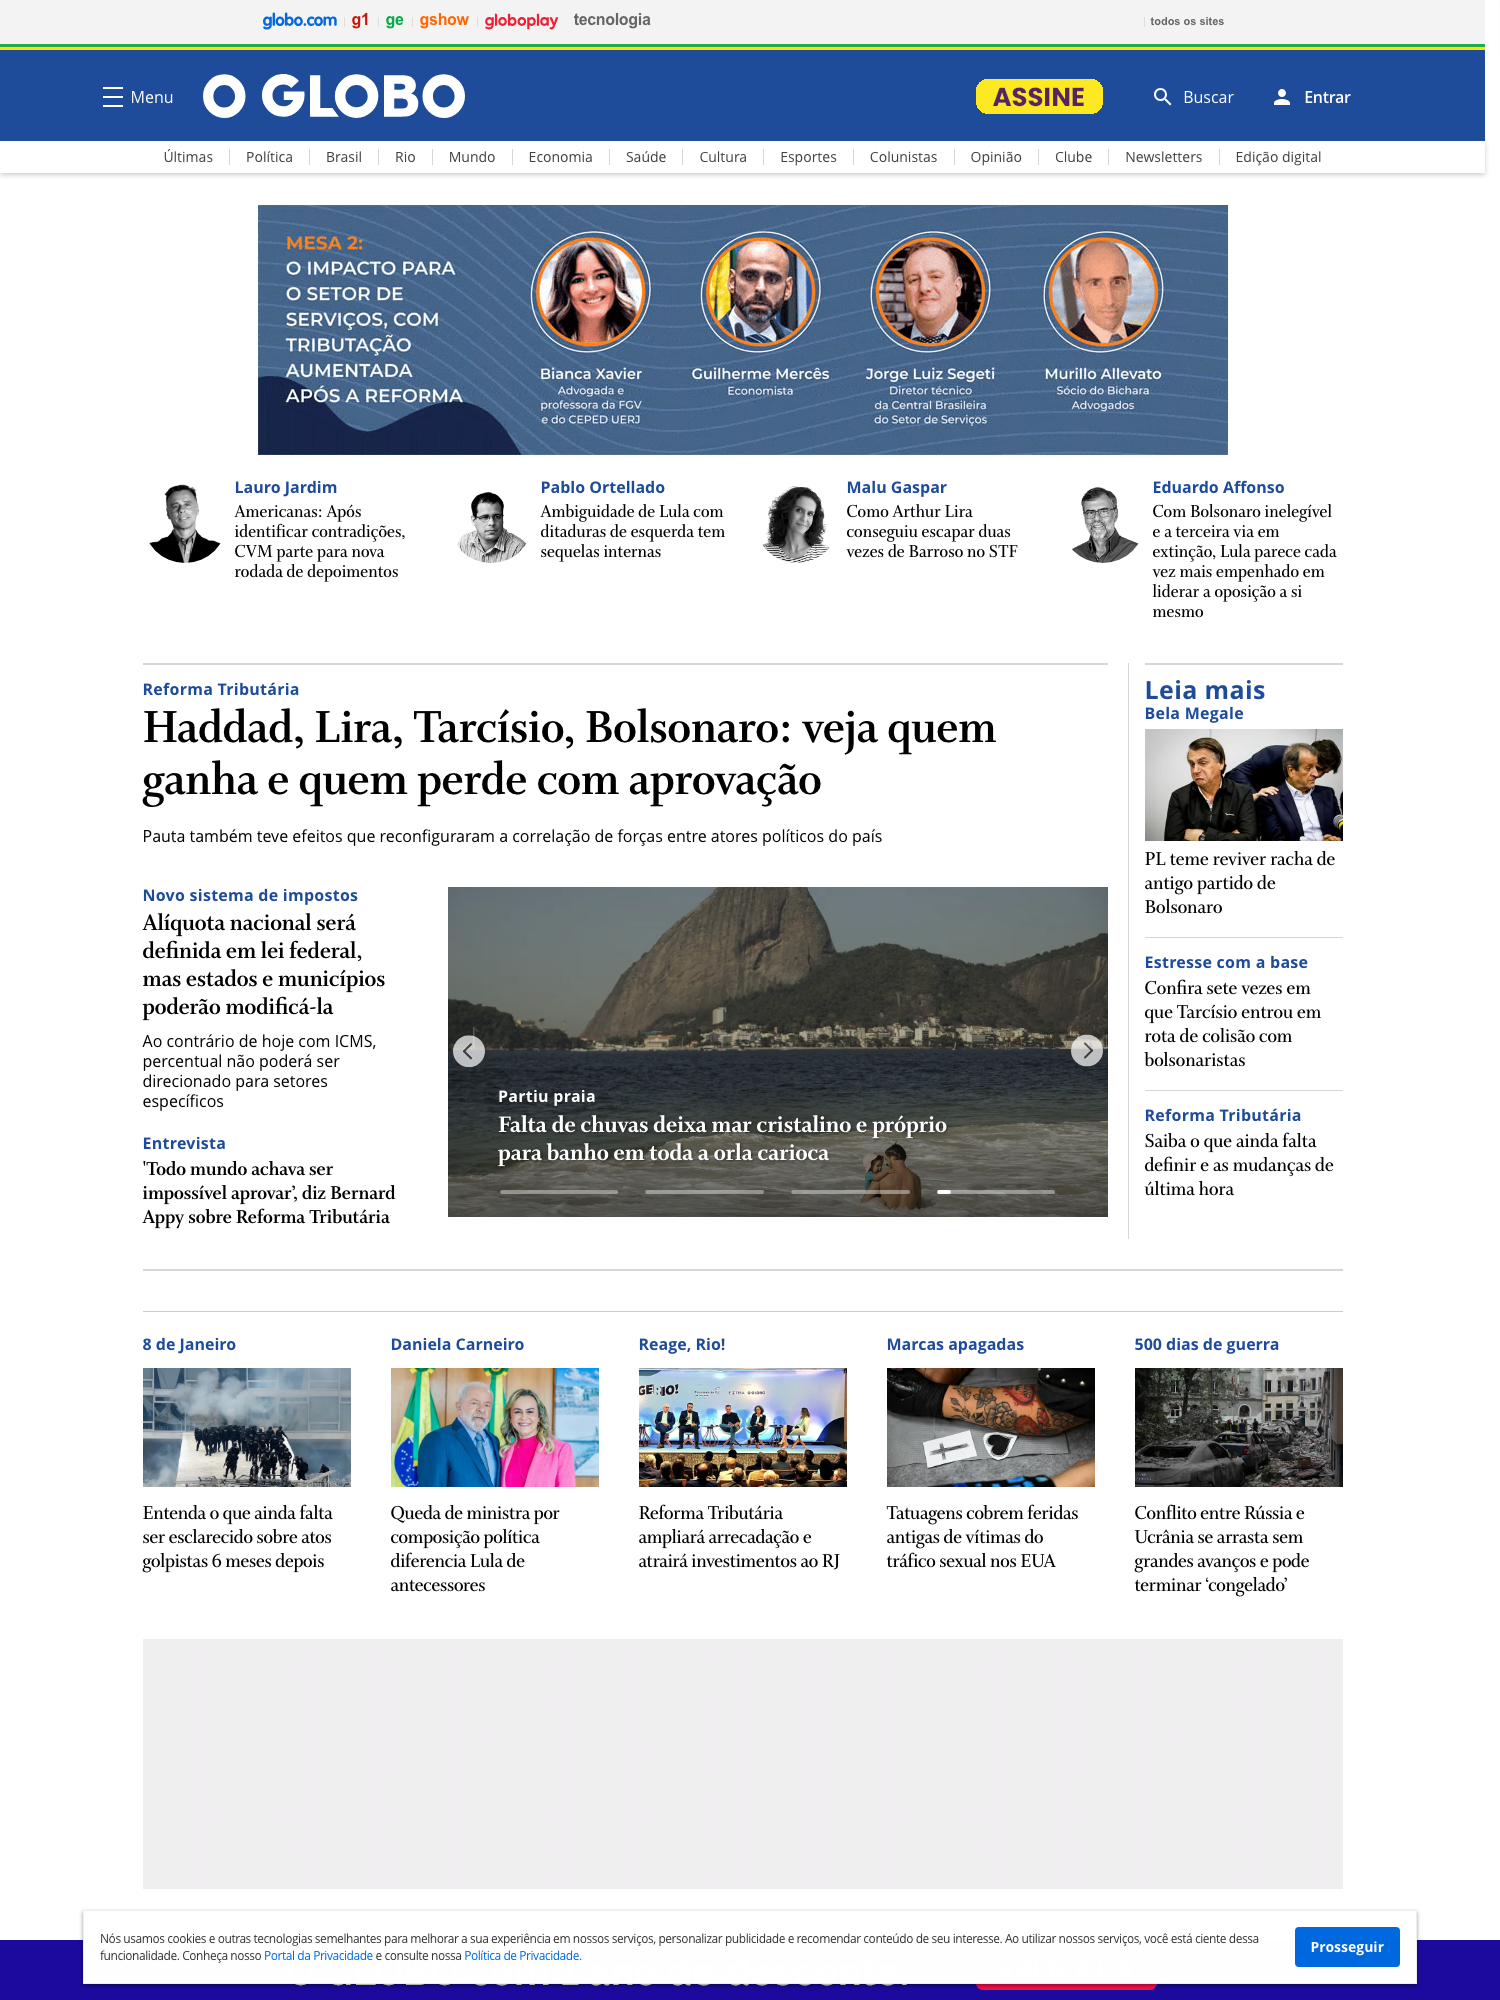 globo.com g1 ge gshow globoplay tecnologia todos os sites
Menu O GLOBO ASSINE Buscar Entrar
Últimas Política Brasil Rio Mundo Economia Saúde Cultura Esportes Colunistas Opinião Clube Newsletters Edição digital
MESA 2:
O IMPACTO PARA
O SETOR DE
SERVIÇOS, COM
TRIBUTAÇÃO
AUMENTADA
APÓS A REFORMA
Bianca Xavier
Advogada e
professora da FGV
e do CEPED UERJ
Guilherme Mercês
Economista
Jorge Luiz Segeti
Diretor técnico
da Central Brasileira
do Setor de Serviços
Murillo Allevato
Sócio do Bichara
Advogados
Lauro Jardim
Americanas: Após
identificar contradições,
CVM parte para nova
rodada de depoimentos
Pablo Ortellado
Ambiguidade de Lula com
ditaduras de esquerda tem
sequelas internas
Malu Gaspar
Como Arthur Lira
conseguiu escapar duas
vezes de Barroso no STF
Eduardo Affonso
Com Bolsonaro inelegível
e a terceira via em
extinção, Lula parece cada
vez mais empenhado em
liderar a oposição a si
mesmo
Reforma Tributária
Haddad, Lira, Tarcísio, Bolsonaro: veja quem
ganha e quem perde com aprovação
Pauta também teve efeitos que reconfiguraram a correlação de forças entre atores políticos do país
Novo sistema de impostos
Alíquota nacional será
definida em lei federal,
mas estados e municípios
poderão modificá-la
Ao contrário de hoje com ICMS,
percentual não poderá ser
direcionado para setores
específicos
Entrevista
'Todo mundo achava ser
impossível aprovar’, diz Bernard
Appy sobre Reforma Tributária
Partiu praia
Falta de chuvas deixa mar cristalino e próprio
para banho em toda a orla carioca
Leia mais
Bela Megale
PL teme reviver racha de
antigo partido de
Bolsonaro
Estresse com a base
Confira sete vezes em
que Tarcísio entrou em
rota de colisão com
bolsonaristas
Reforma Tributária
Saiba o que ainda falta
definir e as mudanças de
última hora
8 de Janeiro
Entenda o que ainda falta
ser esclarecido sobre atos
golpistas 6 meses depois
Daniela Carneiro
Queda de ministra por
composição política
diferencia Lula de
antecessores
Reage, Rio!
GE, RIO!
Reforma Tributária
ampliará arrecadação e
atrairá investimentos ao RJ
Marcas apagadas
Tatuagens cobrem feridas
antigas de vítimas do
tráfico sexual nos EUA
500 dias de guerra
Conflito entre Rússia e
Ucrânia se arrasta sem
grandes avanços e pode
terminar ‘congelado’
Nós usamos cookies e outras tecnologias semelhantes para melhorar a sua experiência em nossos serviços, personalizar publicidade e recomendar conteúdo de seu interesse. Ao utilizar nossos serviços, você está ciente dessa
funcionalidade. Conheça nosso Portal da Privacidade e consulte nossa Política de Privacidade.
Prosseguir